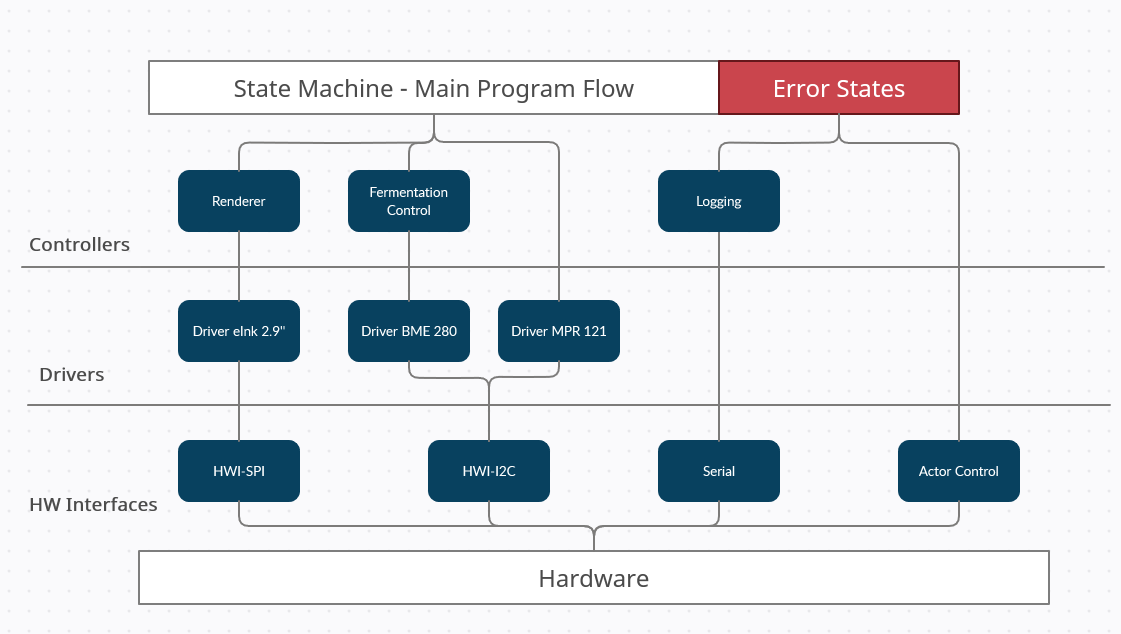 State Machine - Main Program Flow
Error States
Renderer
Fermentation
Control
Logging
Controllers
Driver eInk 2.9"
Driver BME 280
Driver MPR 121
Drivers
HWI-SPI
HWI-I2C
Serial
Actor Control
HW Interfaces
Hardware